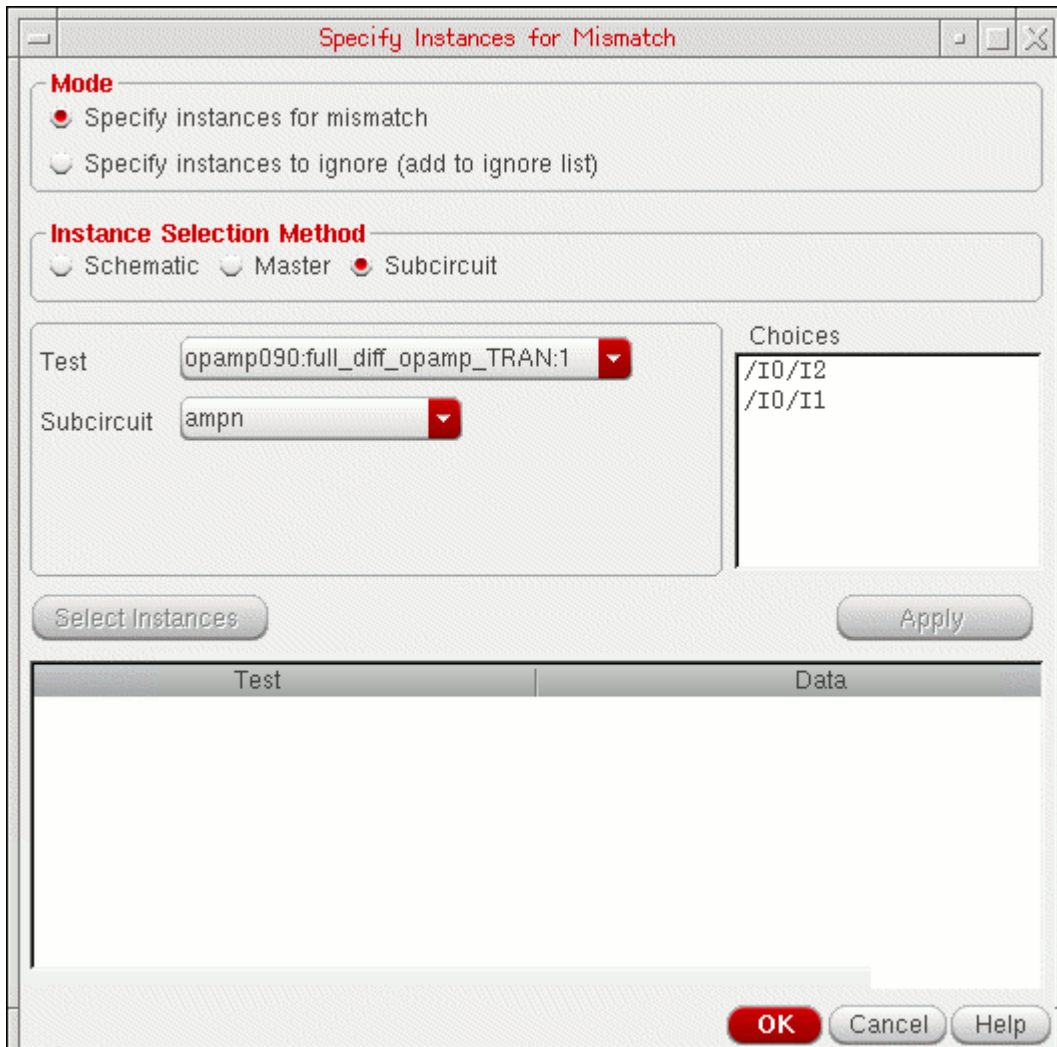 Specify Instances for Mismatch
Mode
Specify instances for mismatch
Specify instances to ignore (add to ignore list)
Instance Selection Method
Schematic Master Subcircuit
Test opamp090:full_diff_opamp_TRAN:1
Subcircuit ampn
Choices
/I0/I2
/I0/I1
Select Instances Apply
Test Data
OK Cancel Help